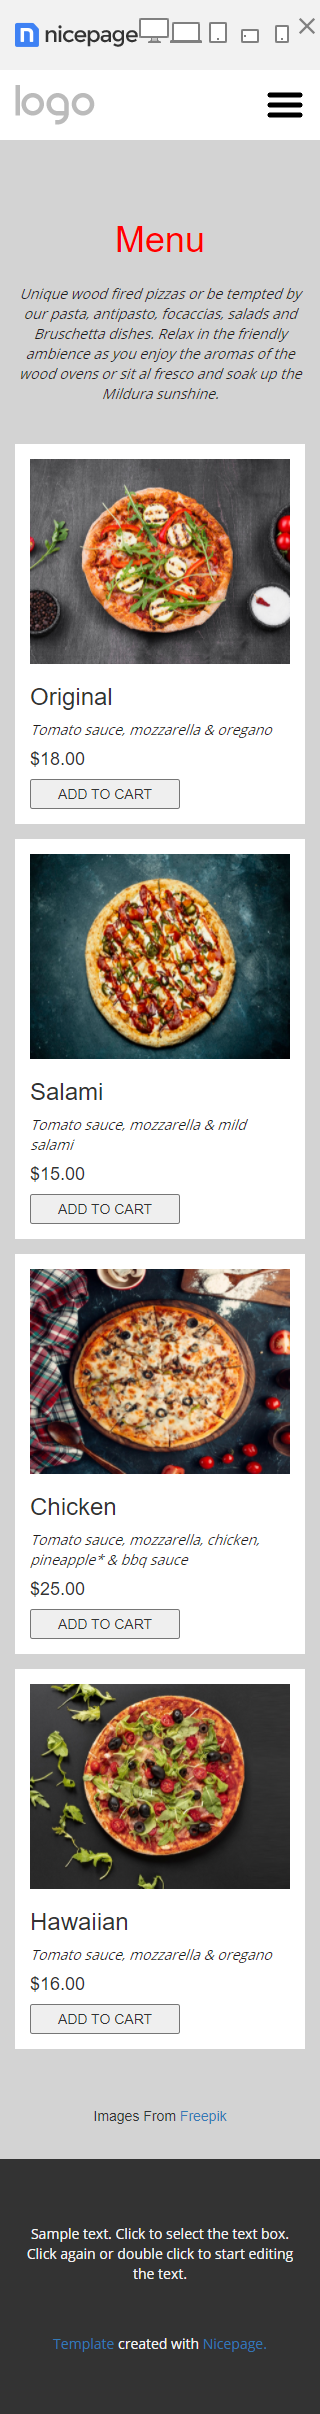 nicepage
logo
Menu
Unique wood fired pizzas or be tempted by
our pasta, antipasto, focaccias, salads and
Bruschetta dishes. Relax in the friendly
ambience as you enjoy the aromas of the
wood ovens or sit al fresco and soak up the
Mildura sunshine.
Original
Tomato sauce, mozzarella & oregano
$18.00
ADD TO CART
Salami
Tomato sauce, mozzarella & mild
salami
$15.00
ADD TO CART
Chicken
Tomato sauce, mozzarella, chicken,
pineapple* & bbq sauce
$25.00
ADD TO CART
Hawaiian
Tomato sauce, mozzarella & oregano
$16.00
ADD TO CART
Images From Freepik
Sample text. Click to select the text box.
Click again or double click to start editing
the text.
Template created with Nicepage.